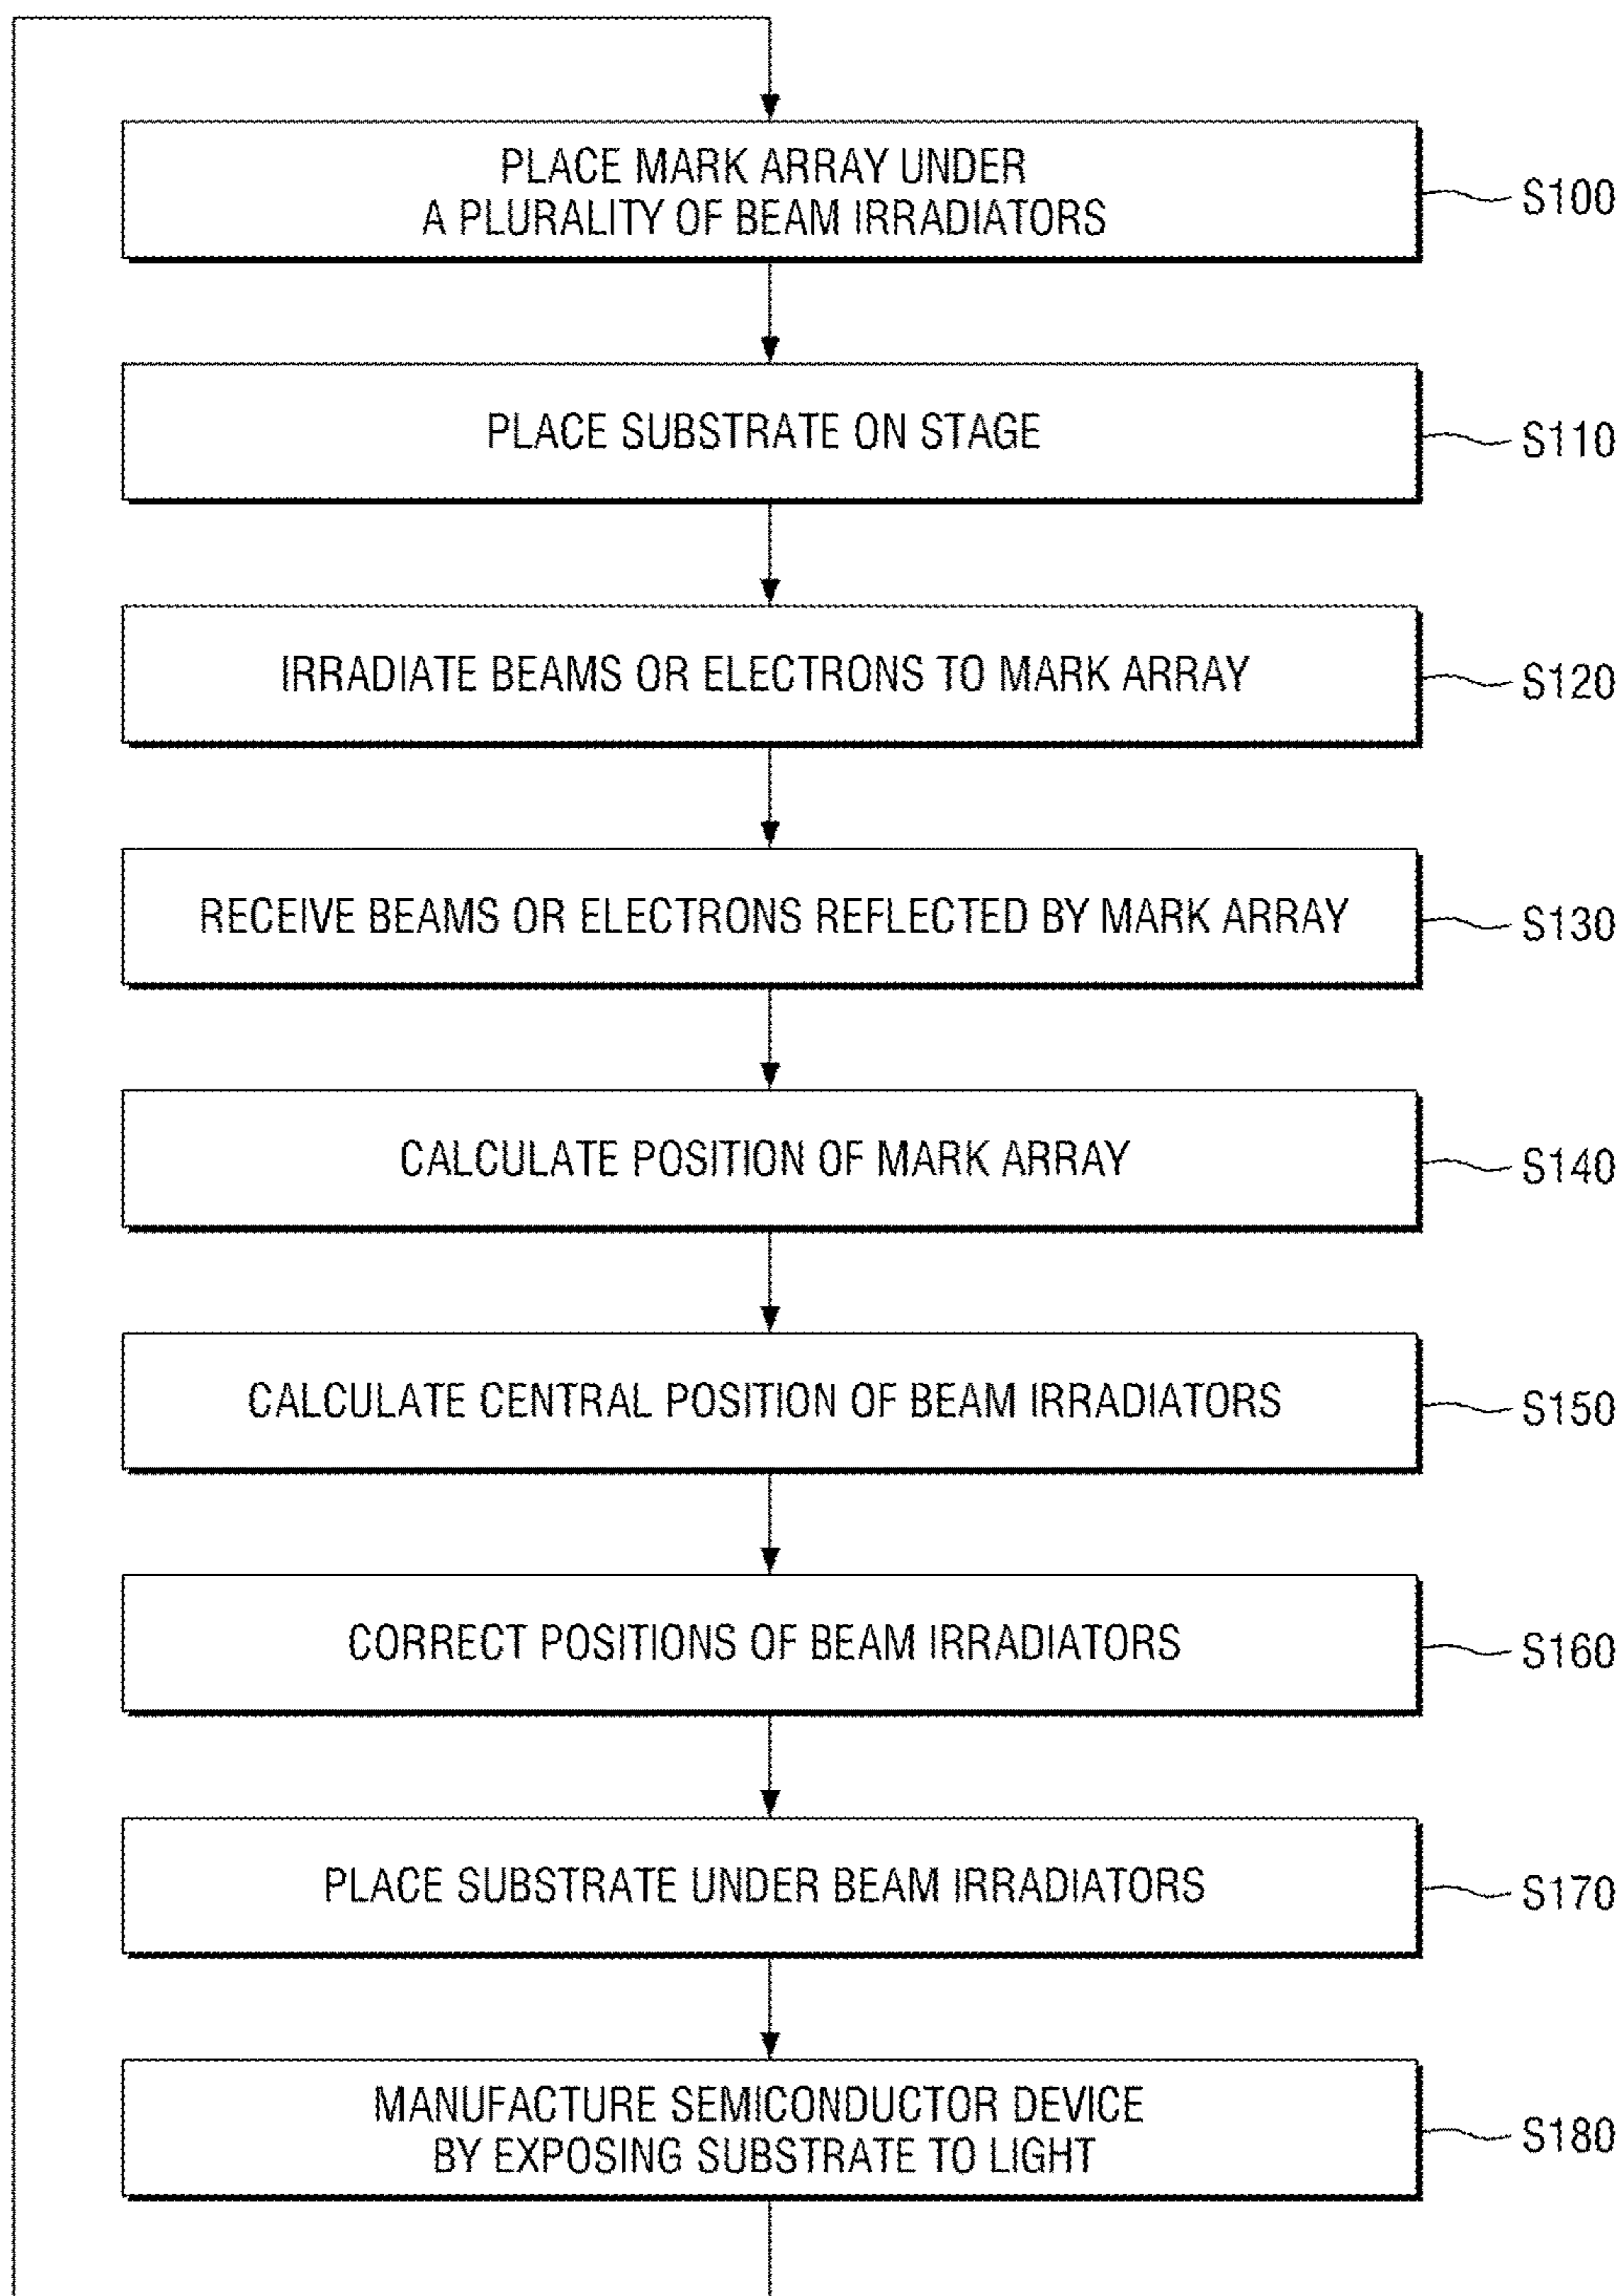 PLACE MARK ARRAY UNDER
A PLURALITY OF BEAM IRRADIATORS
S100
PLACE SUBSTRATE ON STAGE
S110
IRRADIATE BEAMS OR ELECTRONS TO MARK ARRAY
S120
RECEIVE BEAMS OR ELECTRONS REFLECTED BY MARK ARRAY
S130
CALCULATE POSITION OF MARK ARRAY
S140
CALCULATE CENTRAL POSITION OF BEAM IRRADIATORS
S150
CORRECT POSITIONS OF BEAM IRRADIATORS
S160
PLACE SUBSTRATE UNDER BEAM IRRADIATORS
S170
MANUFACTURE SEMICONDUCTOR DEVICE
BY EXPOSING SUBSTRATE TO LIGHT
S180